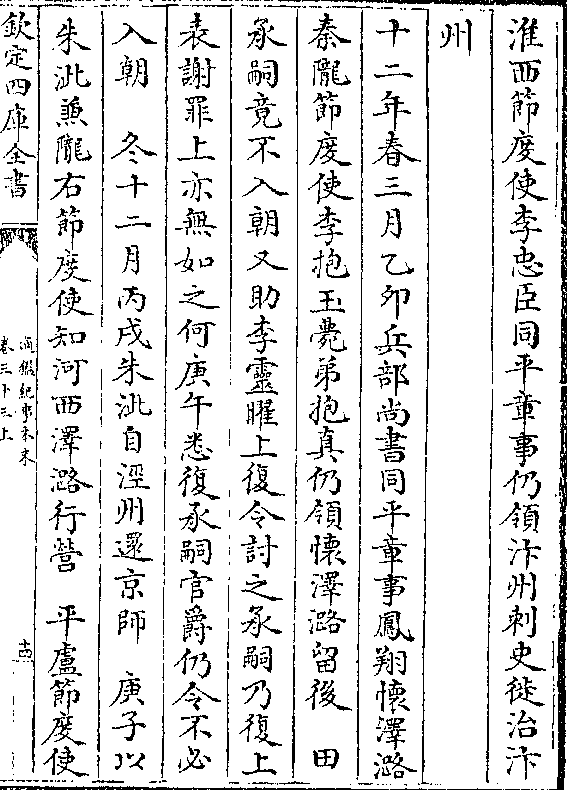 淮西節度使李忠臣同平章事仍領汴州刺史徙治汴
州
十二年春三月乙卯兵部尚書同平章事鳳翔懷澤潞
秦隴節度使李抱玉薨弟抱真仍領懷澤潞留後　田
承嗣竟不入朝又助李靈曜上復令討之承嗣乃復上
表謝罪上亦無如之何庚午悉復承嗣官爵仍令不必
入朝　冬十二月丙戌朱泚自涇州還京師　庚子以
朱泚兼隴右節度使知河西澤潞行營　平盧節度使
欽定四庫全書
通鑑紀事本末
卷三十三上
十四